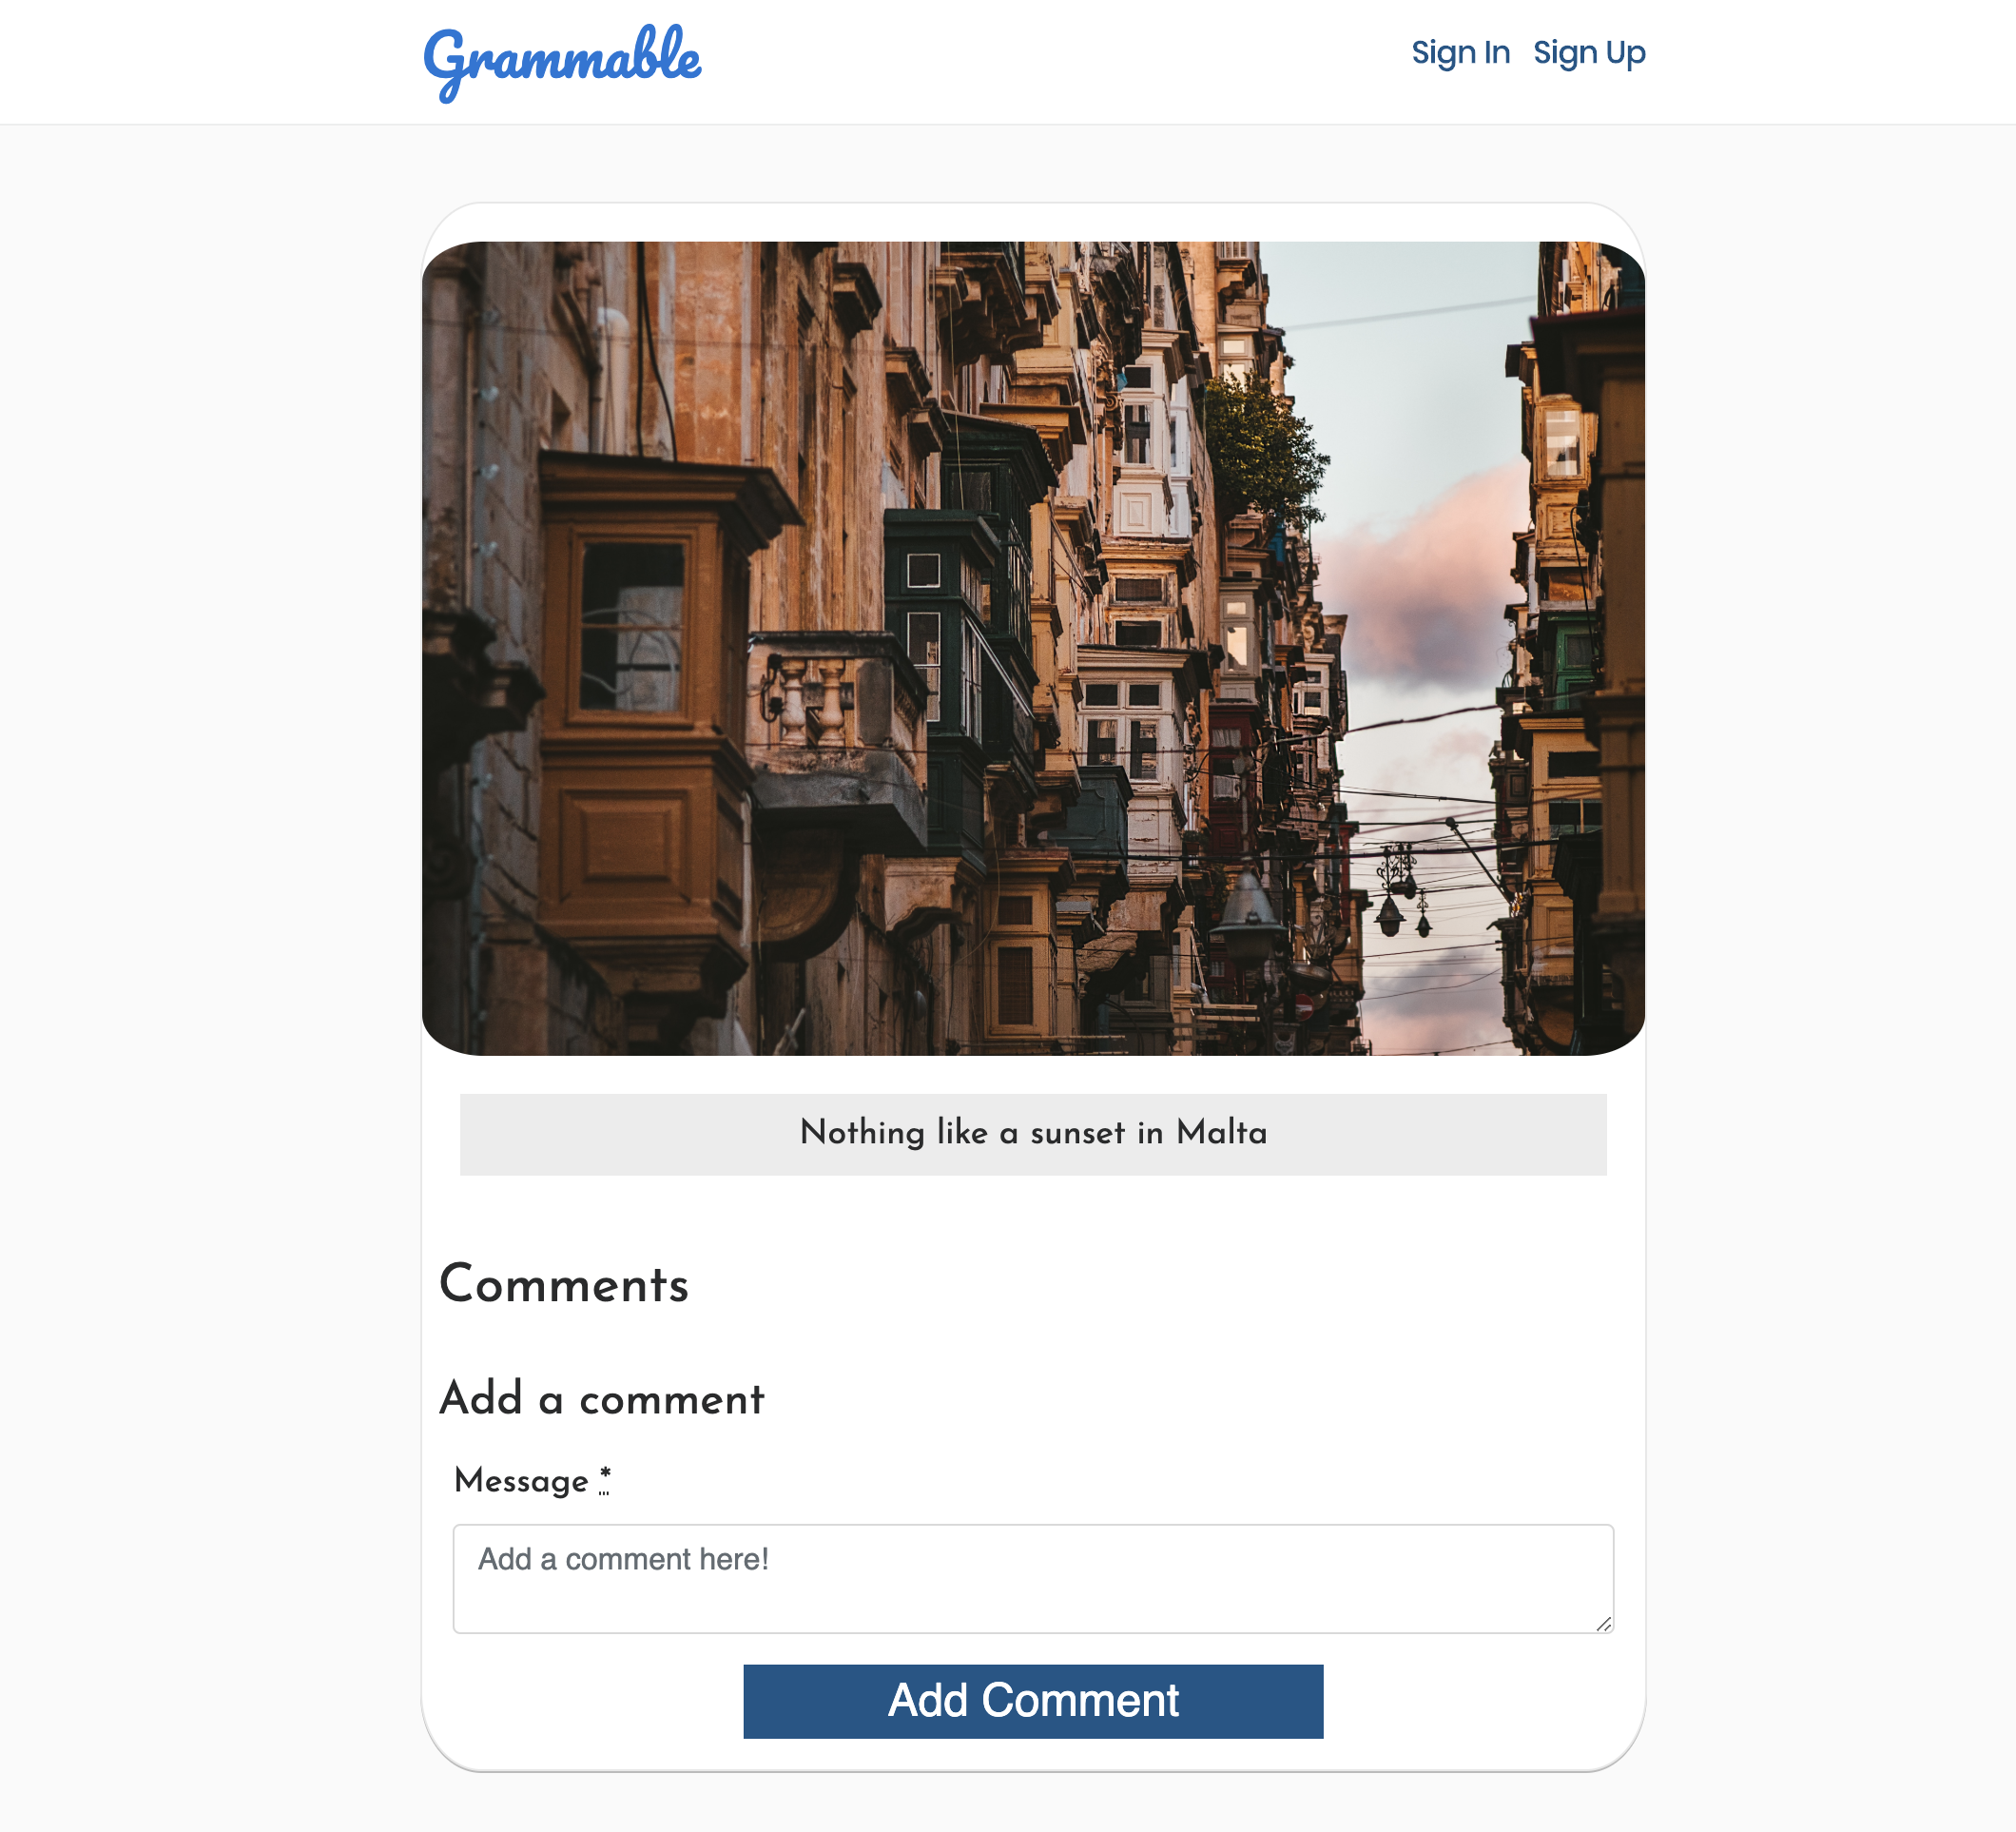 Grammable
Sign In Sign Up
Nothing like a sunset in Malta
Comments
Add a comment
Message *
Add a comment here!
Add Comment